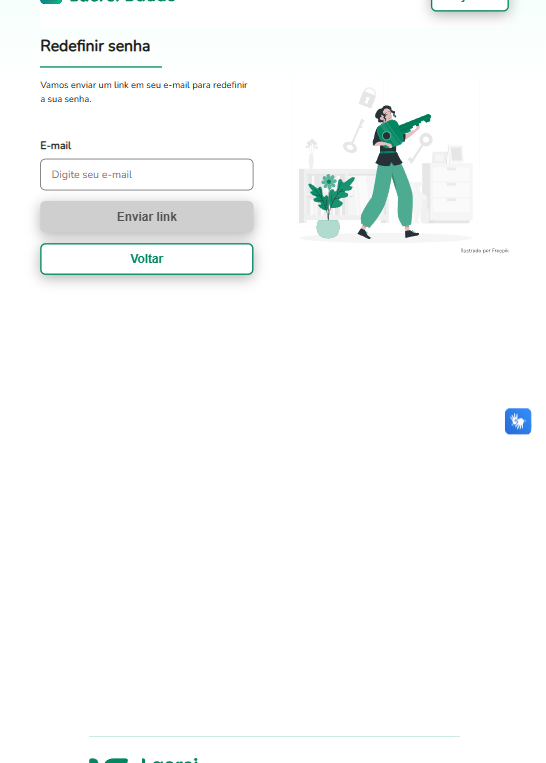 Redefinir senha
Vamos enviar um link em seu e-mail para redefinir
a sua senha.
E-mail
Digite seu e-mail
Enviar link
Voltar
Ilustrado por Freepik